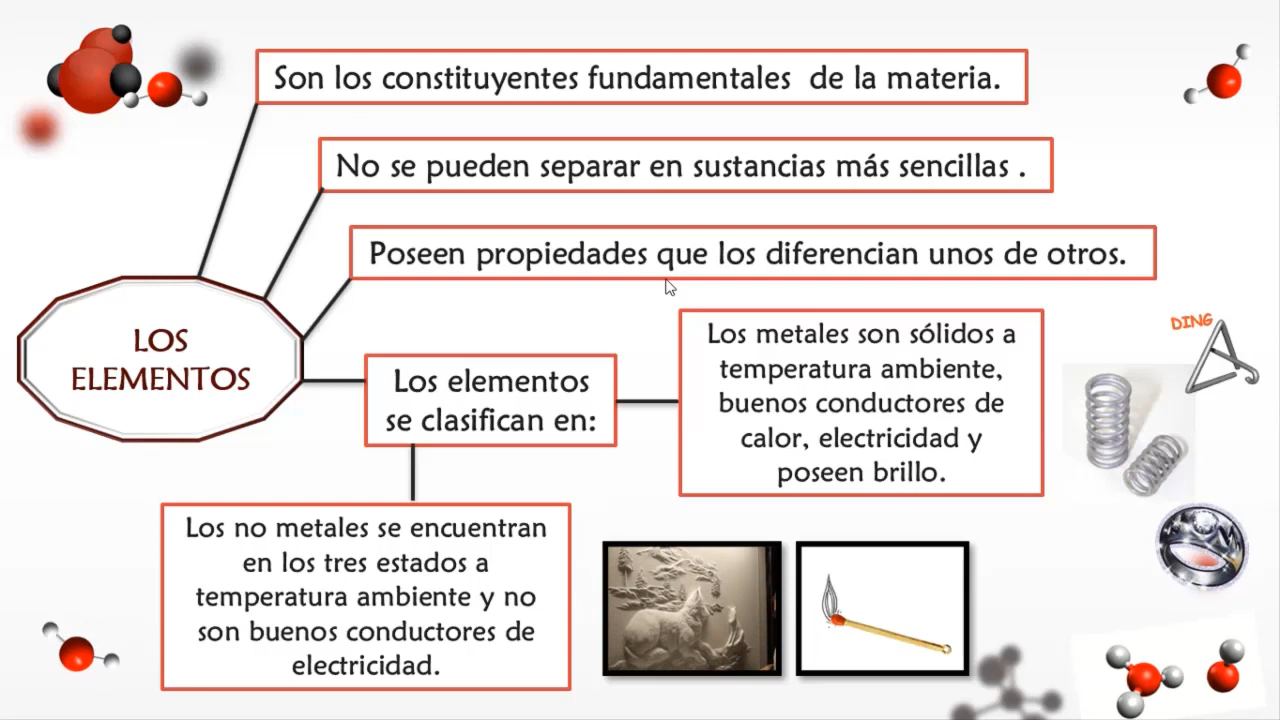 Son los constituyentes fundamentales de la materia.
No se pueden separar en sustancias más sencillas .
Poseen propiedades que los diferencian unos de otros.
LOS
ELEMENTOS
Los elementos
se clasifican en:
Los metales son sólidos a
temperatura ambiente,
buenos conductores de
calor, electricidad y
poseen brillo.
DING
Los no metales se encuentran
en los tres estados a
temperatura ambiente y no
son buenos conductores de
electricidad.